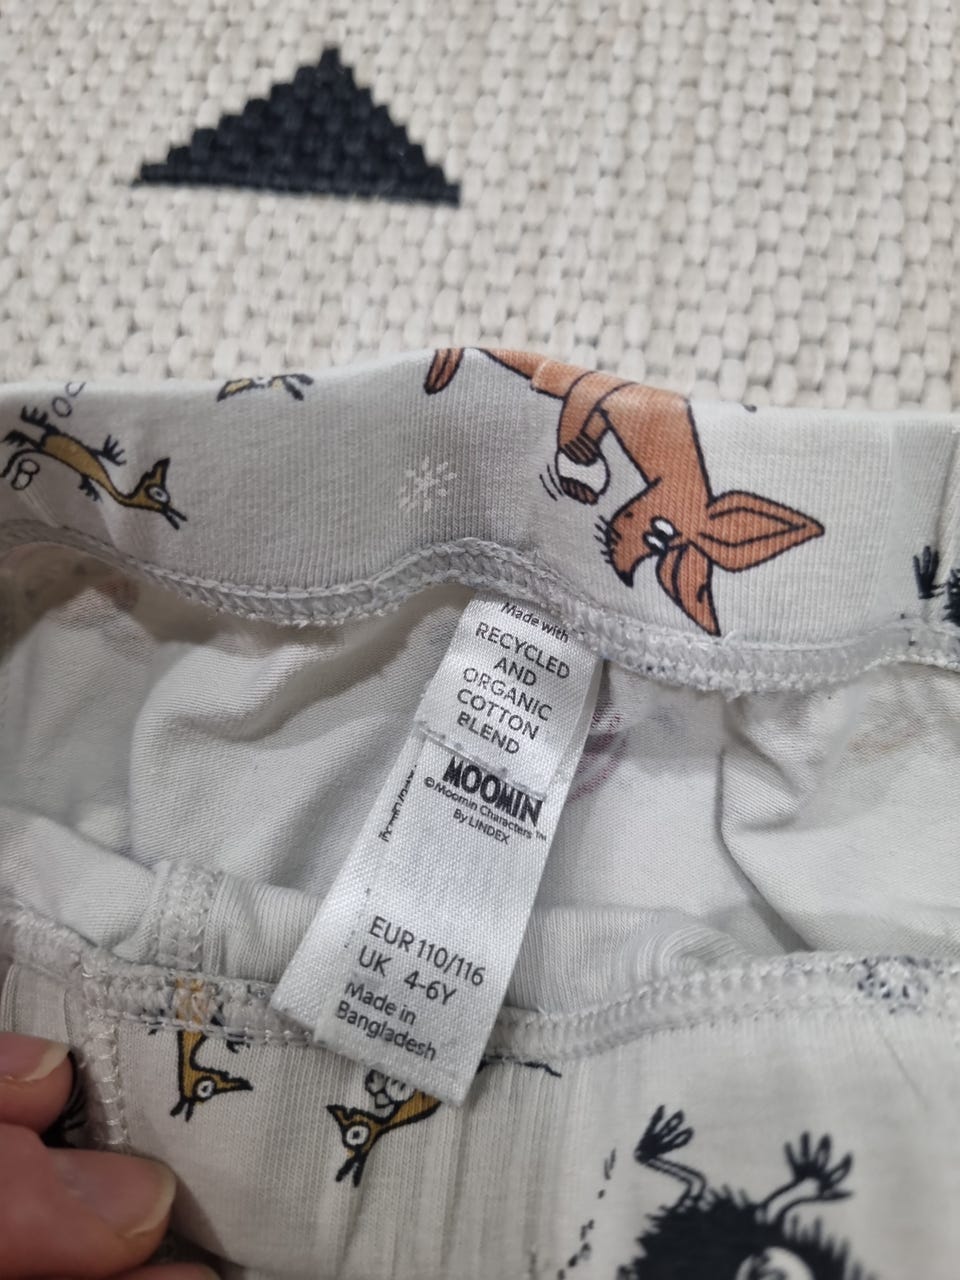 Made with
RECYCLED
AND
ORGANIC
COTTON
BLEND
MOOMIN
©Moomin Characters™
By LINDEX
EUR 110/116
UK 4-6Y
Made in
Bangladesh